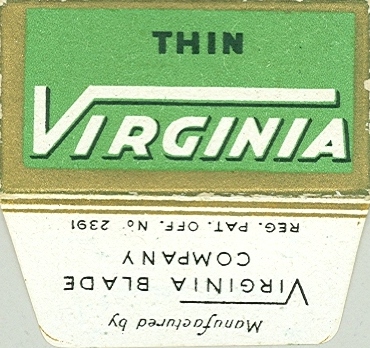 THIN
VIRGINIA
Manufactured by
VIRGINIA BLADE
COMPANY
REG. PAT. OFF. No 2391